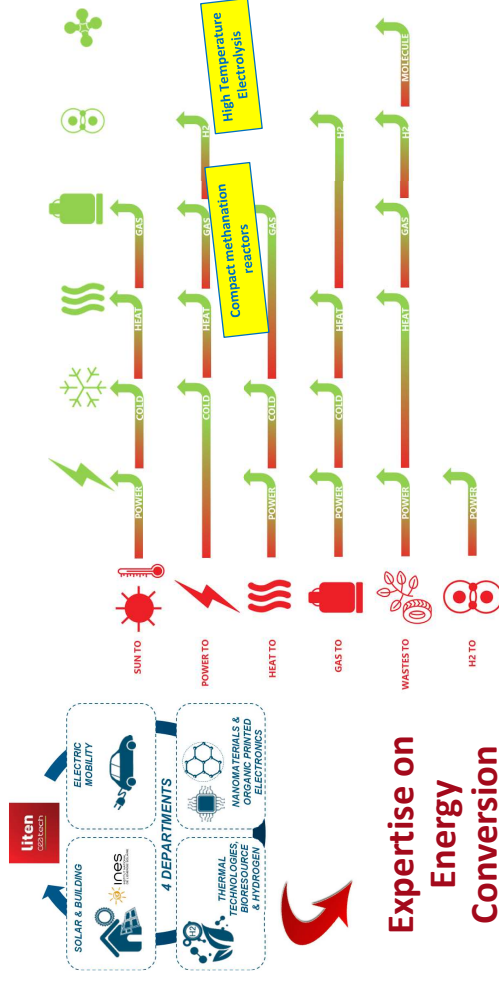 liten
ceatech
SOLAR & BUILDING
ines
ELECTRIC
MOBILITY
4 DEPARTMENTS
THERMAL
TECHNOLOGIES,
BIORESOURCE
& HYDROGEN
H2
NANOMATERIALS &
ORGANIC PRINTED
ELECTRONICS
Expertise on
Energy
Conversion
SUN TO
POWER
COLD
HEAT
GAS
POWER TO
COLD
HEAT
GAS
H2
High Temperature
Electrolysis
Compact methanation
reactors
HEAT TO
POWER
COLD
GAS
GAS TO
POWER
COLD
HEAT
H2
WASTES TO
POWER
HEAT
GAS
H2
MOLECULE
H2 TO
POWER